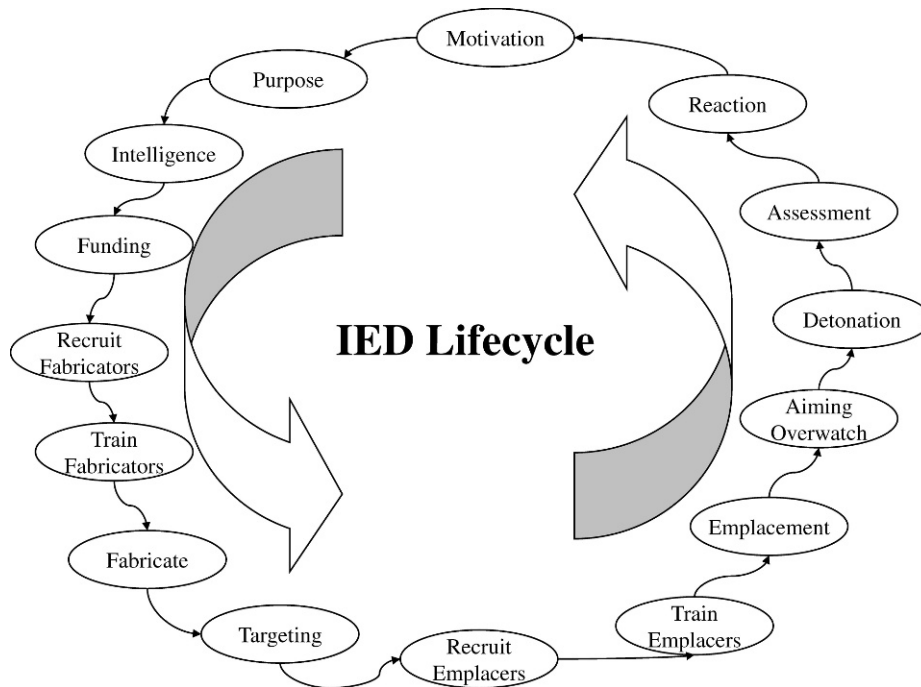 Motivation
Purpose
Intelligence
Funding
Recruit
Fabricators
Train
Fabricators
Fabricate
Targeting
Recruit
Emplacers
Train
Emplacers
Emplacement
Aiming
Overwatch
Detonation
Assessment
Reaction
IED Lifecycle